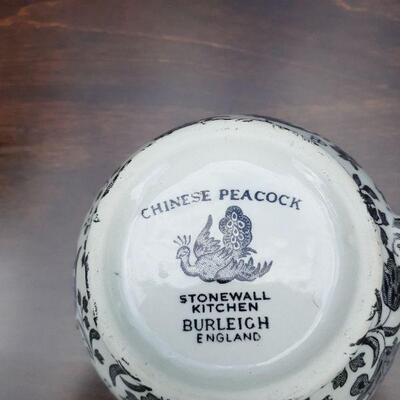 CHINESE PEACOCK
STONEWALL
KITCHEN
BURLEIGH
ENGLAND